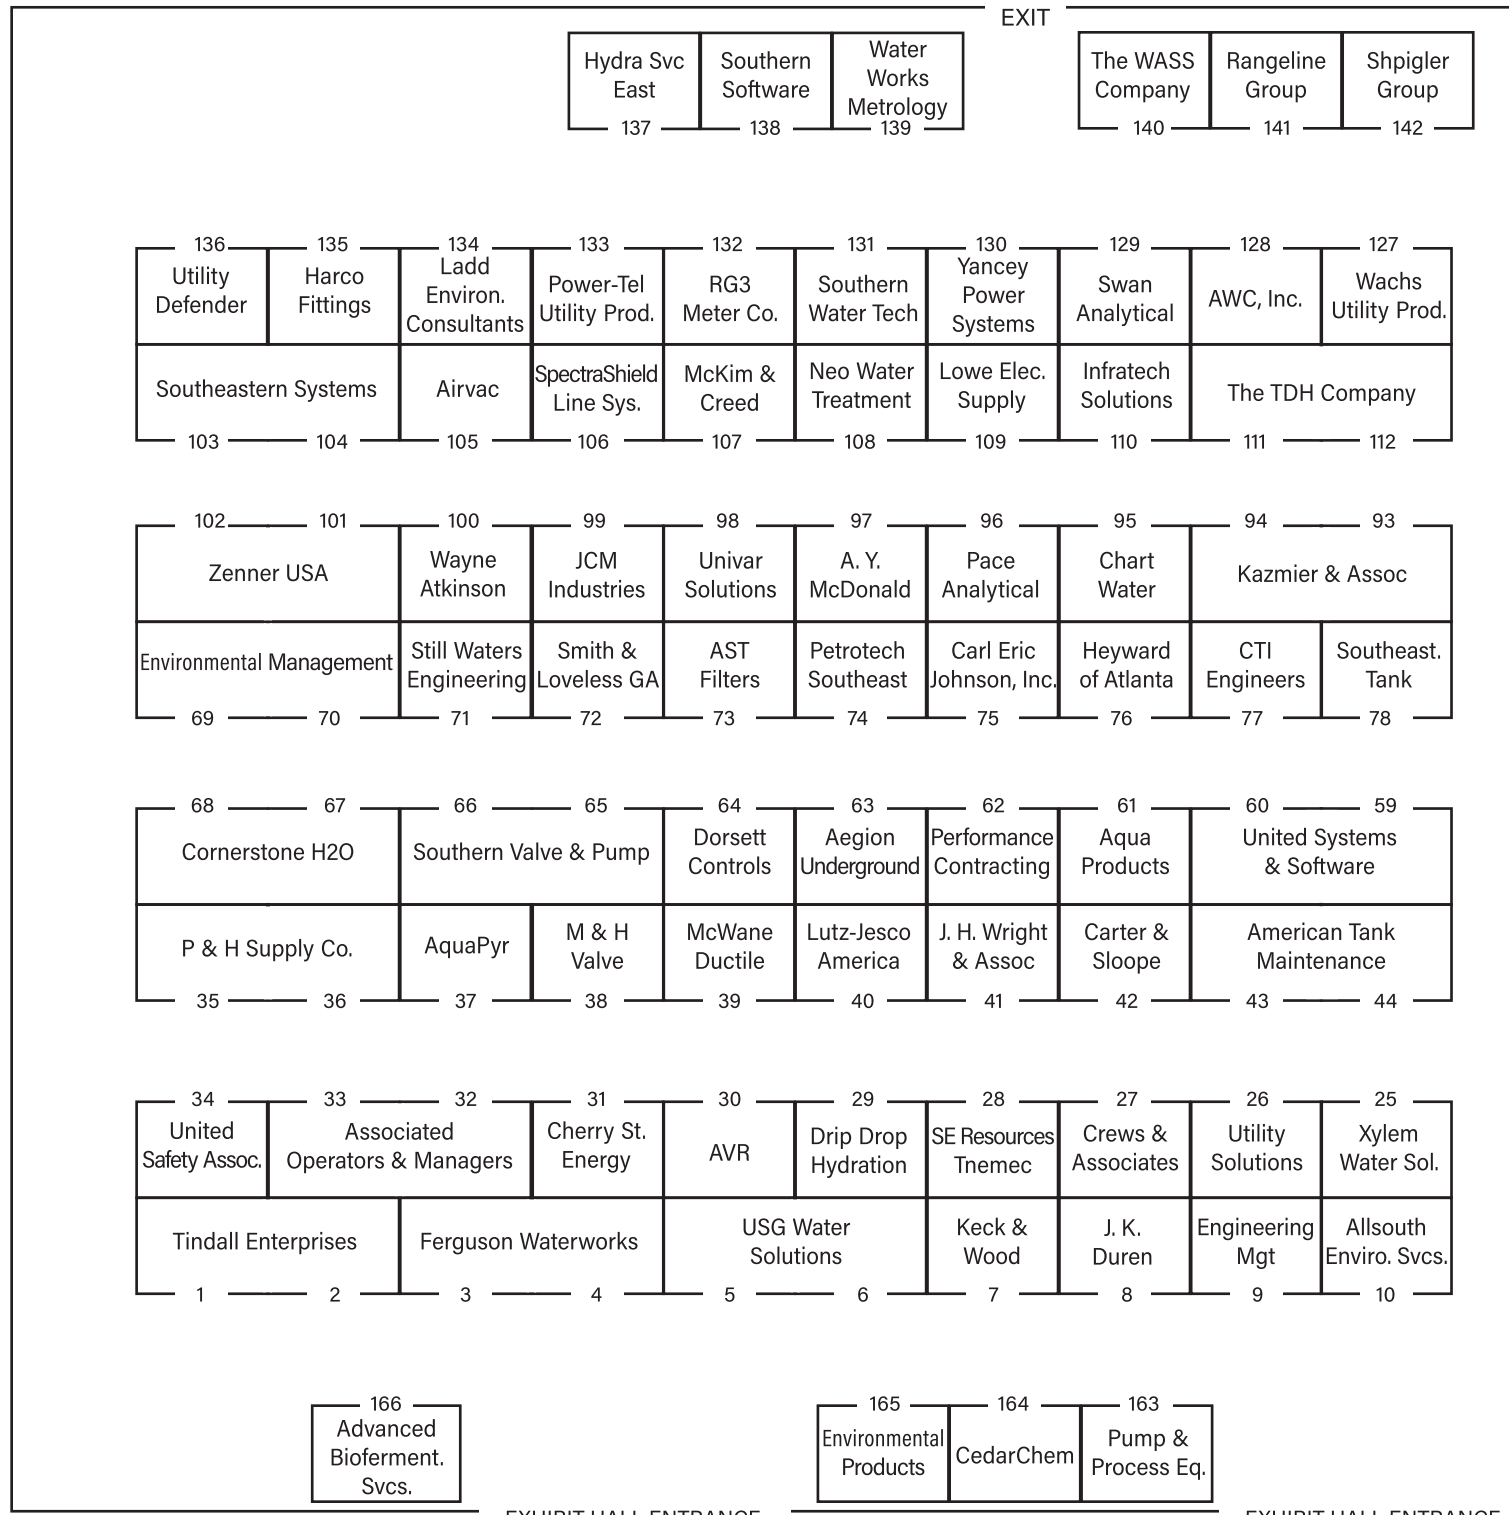 EXIT
Hydra Svc
East
137
Southern
Software
138
Water
Works
Metrology
139
The WASS
Company
140
Rangeline
Group
141
Shpigler
Group
142
136
Utility
Defender
135
Harco
Fittings
134
Ladd
Environ.
Consultants
133
Power-Tel
Utility Prod.
132
RG3
Meter Co.
131
Southern
Water Tech
130
Yancey
Power
Systems
129
Swan
Analytical
128
AWC, Inc.
127
Wachs
Utility Prod.
Southeastern Systems
103
104
Airvac
105
SpectraShield
Line Sys.
106
McKim &
Creed
107
Neo Water
Treatment
108
Lowe Elec.
Supply
109
Infratech
Solutions
110
The TDH Company
111
112
102
101
Zenner USA
100
Wayne
Atkinson
99
JCM
Industries
98
Univar
Solutions
97
A. Y.
McDonald
96
Pace
Analytical
95
Chart
Water
94
93
Kazmier & Assoc
Environmental Management
69
70
Still Waters
Engineering
71
Smith &
Loveless GA
72
AST
Filters
73
Petrotech
Southeast
74
Carl Eric
Johnson, Inc.
75
Heyward
of Atlanta
76
CTI
Engineers
77
Southeast.
Tank
78
68
67
Cornerstone H2O
66
65
Southern Valve & Pump
64
Dorsett
Controls
63
Aegion
Underground
62
Performance
Contracting
61
Aqua
Products
60
59
United Systems
& Software
P & H Supply Co.
35
36
AquaPyr
37
M & H
Valve
38
McWane
Ductile
39
Lutz-Jesco
America
40
J. H. Wright
& Assoc
41
Carter &
Sloope
42
American Tank
Maintenance
43
44
34
United
Safety Assoc.
33
32
Associated
Operators & Managers
31
Cherry St.
Energy
30
AVR
29
Drip Drop
Hydration
28
SE Resources
Tnemec
27
Crews &
Associates
26
Utility
Solutions
25
Xylem
Water Sol.
Tindall Enterprises
1
2
Ferguson Waterworks
3
4
USG Water
Solutions
5
6
Keck &
Wood
7
J. K.
Duren
8
Engineering
Mgt
9
Allsouth
Enviro. Svcs.
10
166
Advanced
Bioferment.
Svcs.
165
Environmental
Products
164
CedarChem
163
Pump &
Process Eq.
EXHIBIT HALL ENTRANCE
EXHIBIT HALL ENTRANCE